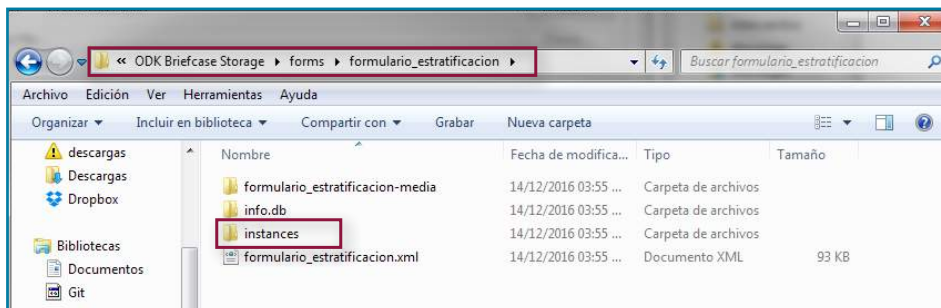 « ODK Briefcase Storage ▸ forms ▸ formulario_estratificacion ▸ Buscar formulario_estratificacion
Archivo Edición Ver Herramientas Ayuda
Organizar Incluir en biblioteca Compartir con Grabar Nueva carpeta
descargas
Descargas
Dropbox
Bibliotecas
Documentos
Git
Nombre Fecha de modifica... Tipo Tamaño
formulario_estratificacion-media 14/12/2016 03:55 ... Carpeta de archivos
info.db 14/12/2016 03:55 ... Carpeta de archivos
instances 14/12/2016 03:55 ... Carpeta de archivos
formulario_estratificacion.xml 14/12/2016 03:55 ... Documento XML 93 KB